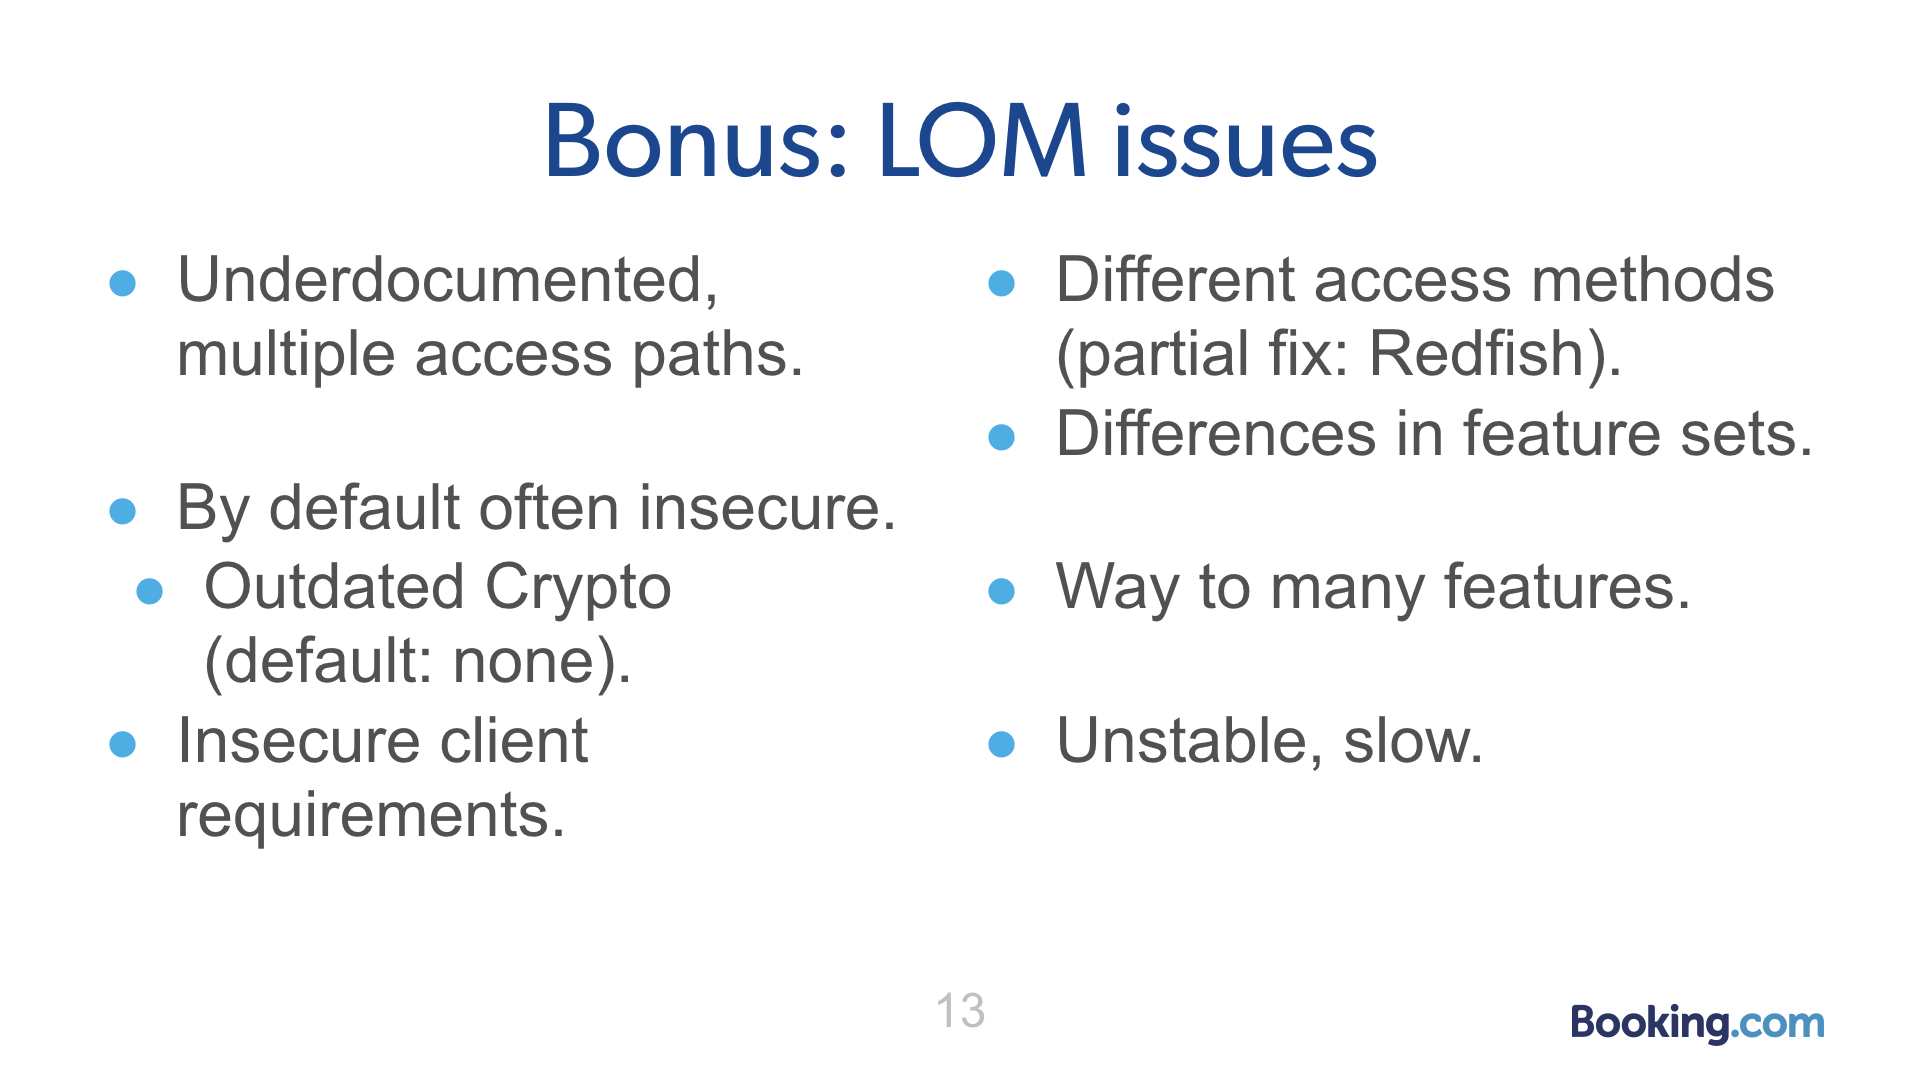 Bonus: LOM issues
● Underdocumented,
multiple access paths.
● By default often insecure.
● Outdated Crypto
(default: none).
● Insecure client
requirements.
● Different access methods
(partial fix: Redfish).
● Differences in feature sets.
● Way to many features.
● Unstable, slow.
13
Booking.com